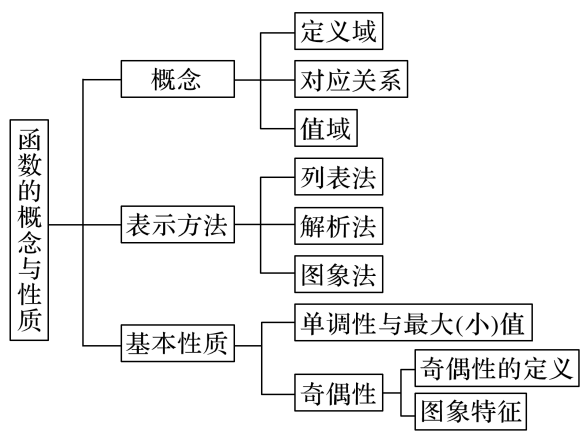 函数的概念与性质
概念
定义域
对应关系
值域
表示方法
列表法
解析法
图象法
基本性质
单调性与最大(小)值
奇偶性
奇偶性的定义
图象特征